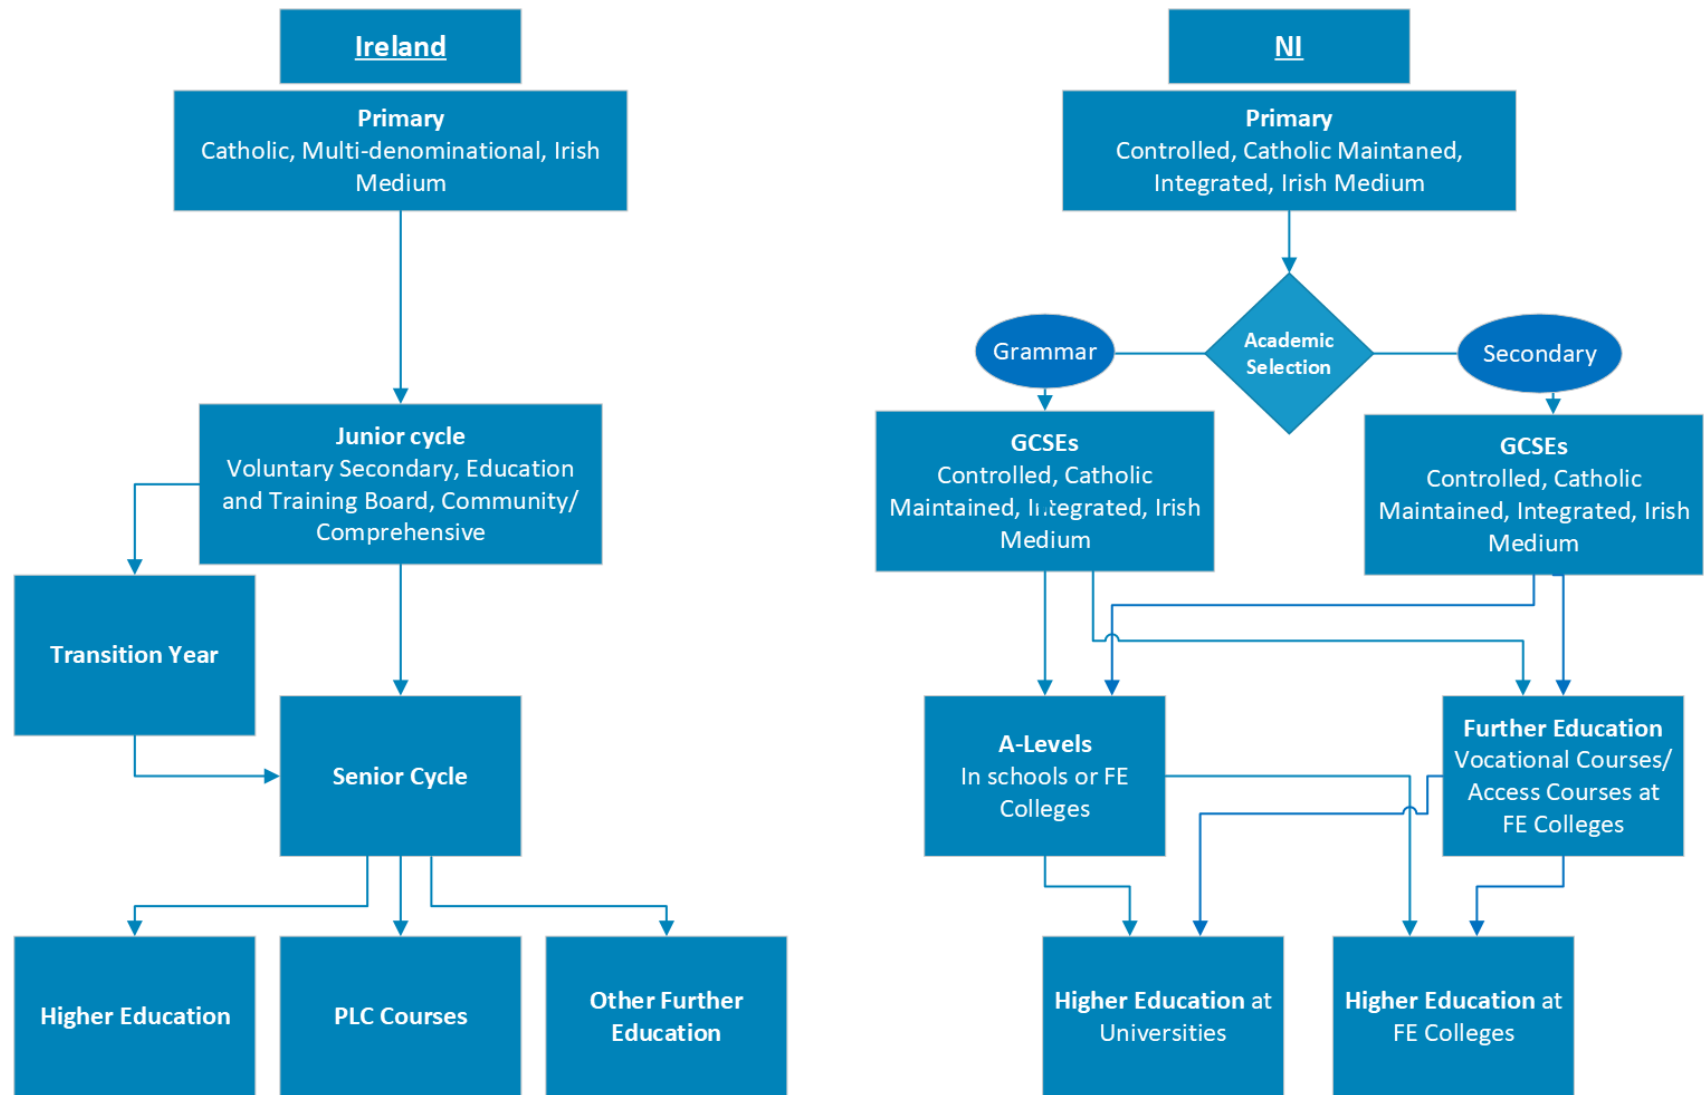 Ireland
Primary
Catholic, Multi-denominational, Irish
Medium
Junior cycle
Voluntary Secondary, Education
and Training Board, Community/
Comprehensive
Transition Year
Senior Cycle
Higher Education
PLC Courses
Other Further
Education
NI
Primary
Controlled, Catholic Maintaned,
Integrated, Irish Medium
Academic
Selection
Grammar
Secondary
GCSEs
Controlled, Catholic
Maintained, Integrated, Irish
Medium
GCSEs
Controlled, Catholic
Maintained, Integrated, Irish
Medium
A-Levels
In schools or FE
Colleges
Further Education
Vocational Courses/
Access Courses at
FE Colleges
Higher Education at
Universities
Higher Education at
FE Colleges